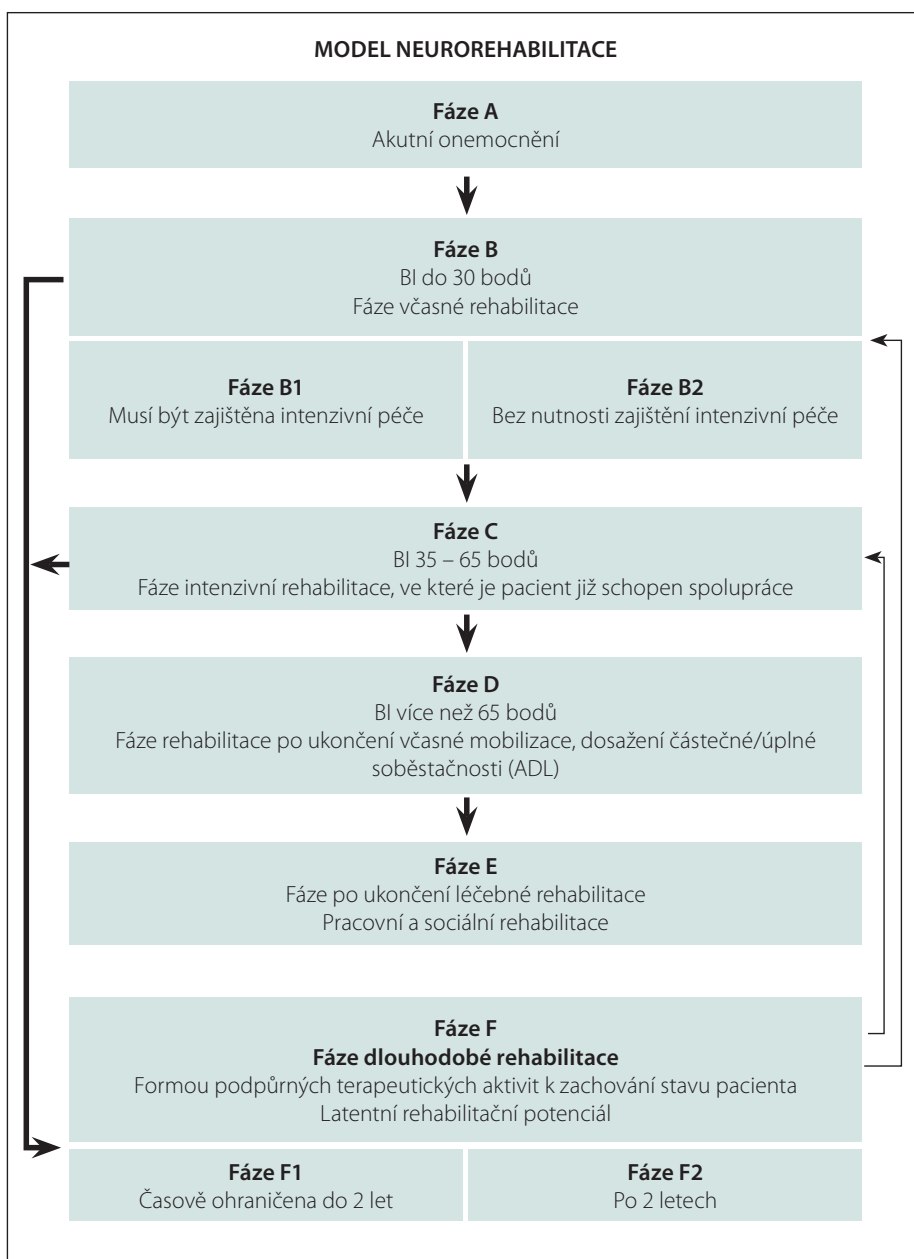 MODEL NEUROREHABILITACE
Fáze A
Akutní onemocnění
Fáze B
BI do 30 bodů
Fáze včasné rehabilitace
Fáze B1
Musí být zajištěna intenzivní péče
Fáze B2
Bez nutnosti zajištění intenzivní péče
Fáze C
BI 35 – 65 bodů
Fáze intenzivní rehabilitace, ve které je pacient již schopen spolupráce
Fáze D
BI více než 65 bodů
Fáze rehabilitace po ukončení včasné mobilizace, dosažení částečné/úplné
soběstačnosti (ADL)
Fáze E
Fáze po ukončení léčebné rehabilitace
Pracovní a sociální rehabilitace
Fáze F
Fáze dlouhodobé rehabilitace
Formou podpůrných terapeutických aktivit k zachování stavu pacienta
Latentní rehabilitační potenciál
Fáze F1
Časově ohraničena do 2 let
Fáze F2
Po 2 letech